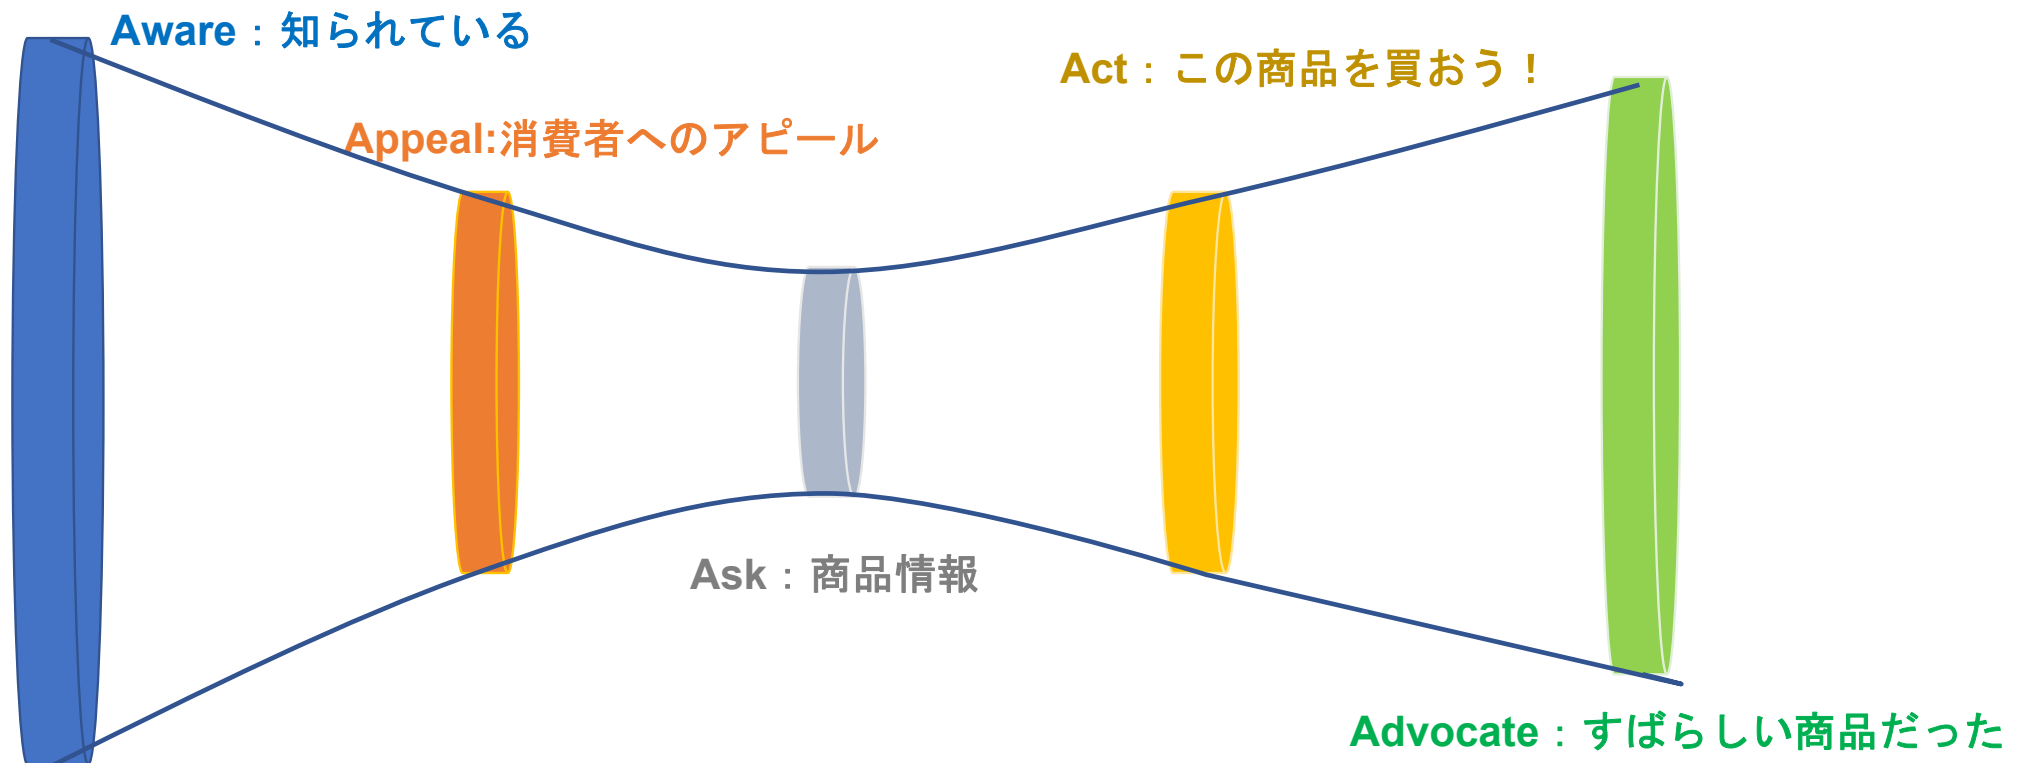 Aware：知られている
Act：この商品を買おう！
Appeal:消費者へのアピール
Ask：商品情報
Advocate：すばらしい商品だった